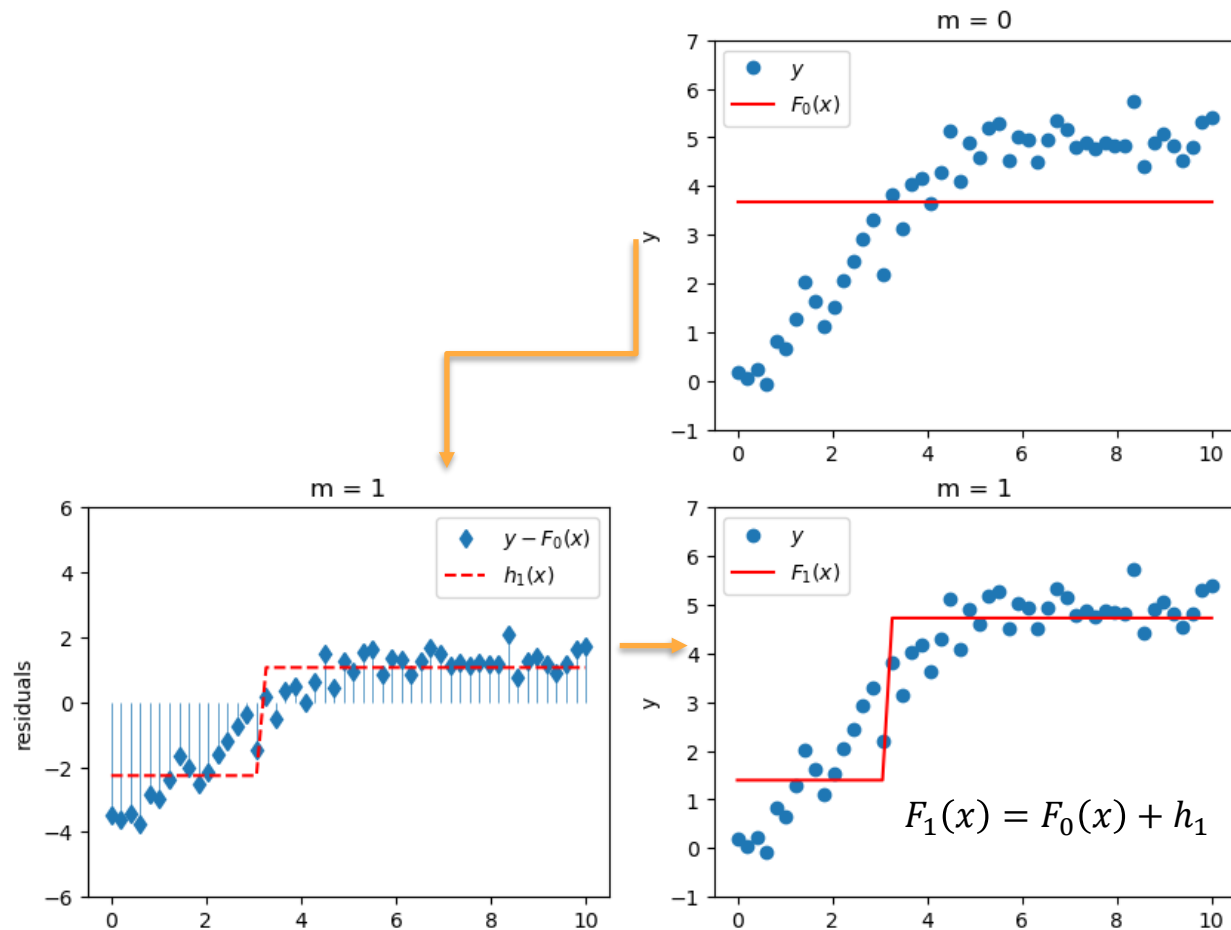 m = 0
7
6
5
4
3
2
1
0
−1
y
y
F₀(x)
0 2 4 6 8 10
m = 1
6
4
2
0
−2
−4
−6
residuals
y − F₀(x)
h₁(x)
0 2 4 6 8 10
m = 1
7
6
5
4
3
2
1
0
−1
y
y
F₁(x)
F₁(x) = F₀(x) + h₁
0 2 4 6 8 10